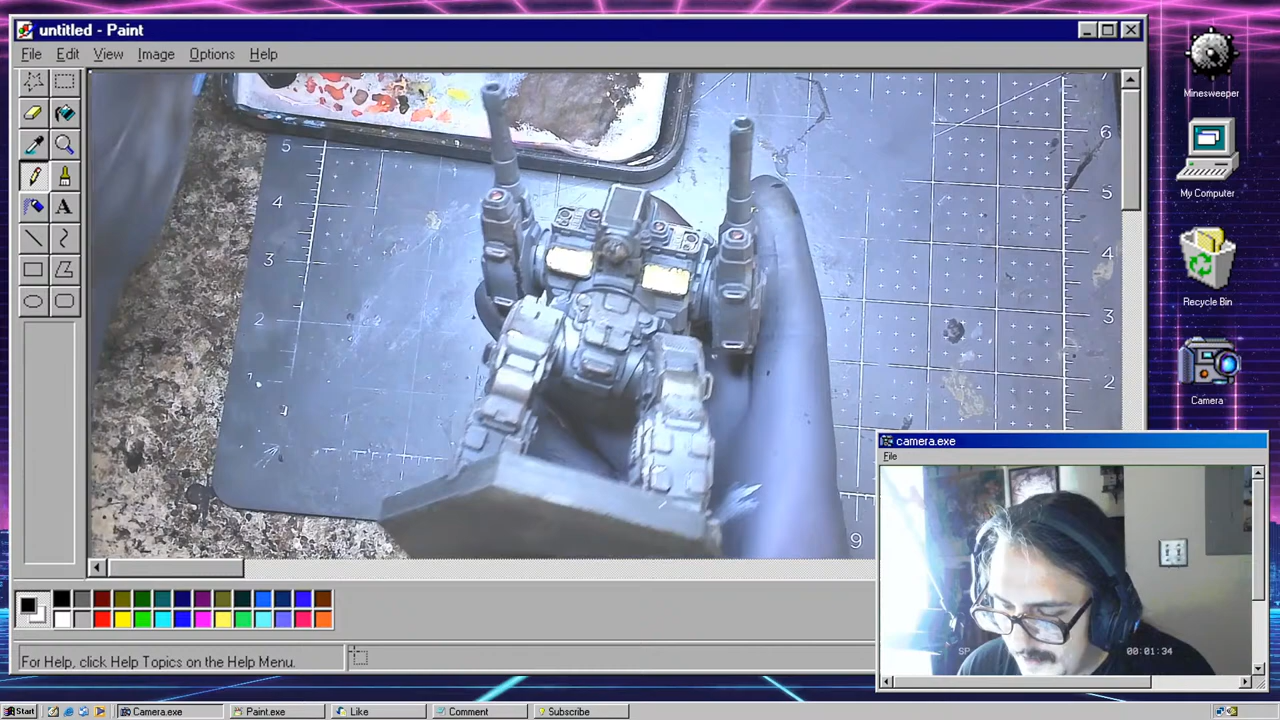 untitled - Paint
File Edit View Image Options Help
Minesweeper
My Computer
Recycle Bin
Camera
5
4
3
2
1
6
5
4
3
2
9
camera.exe
File
SP 00:01:34
For Help, click Help Topics on the Help Menu.
Start Camera.exe Paint.exe Like Comment Subscribe